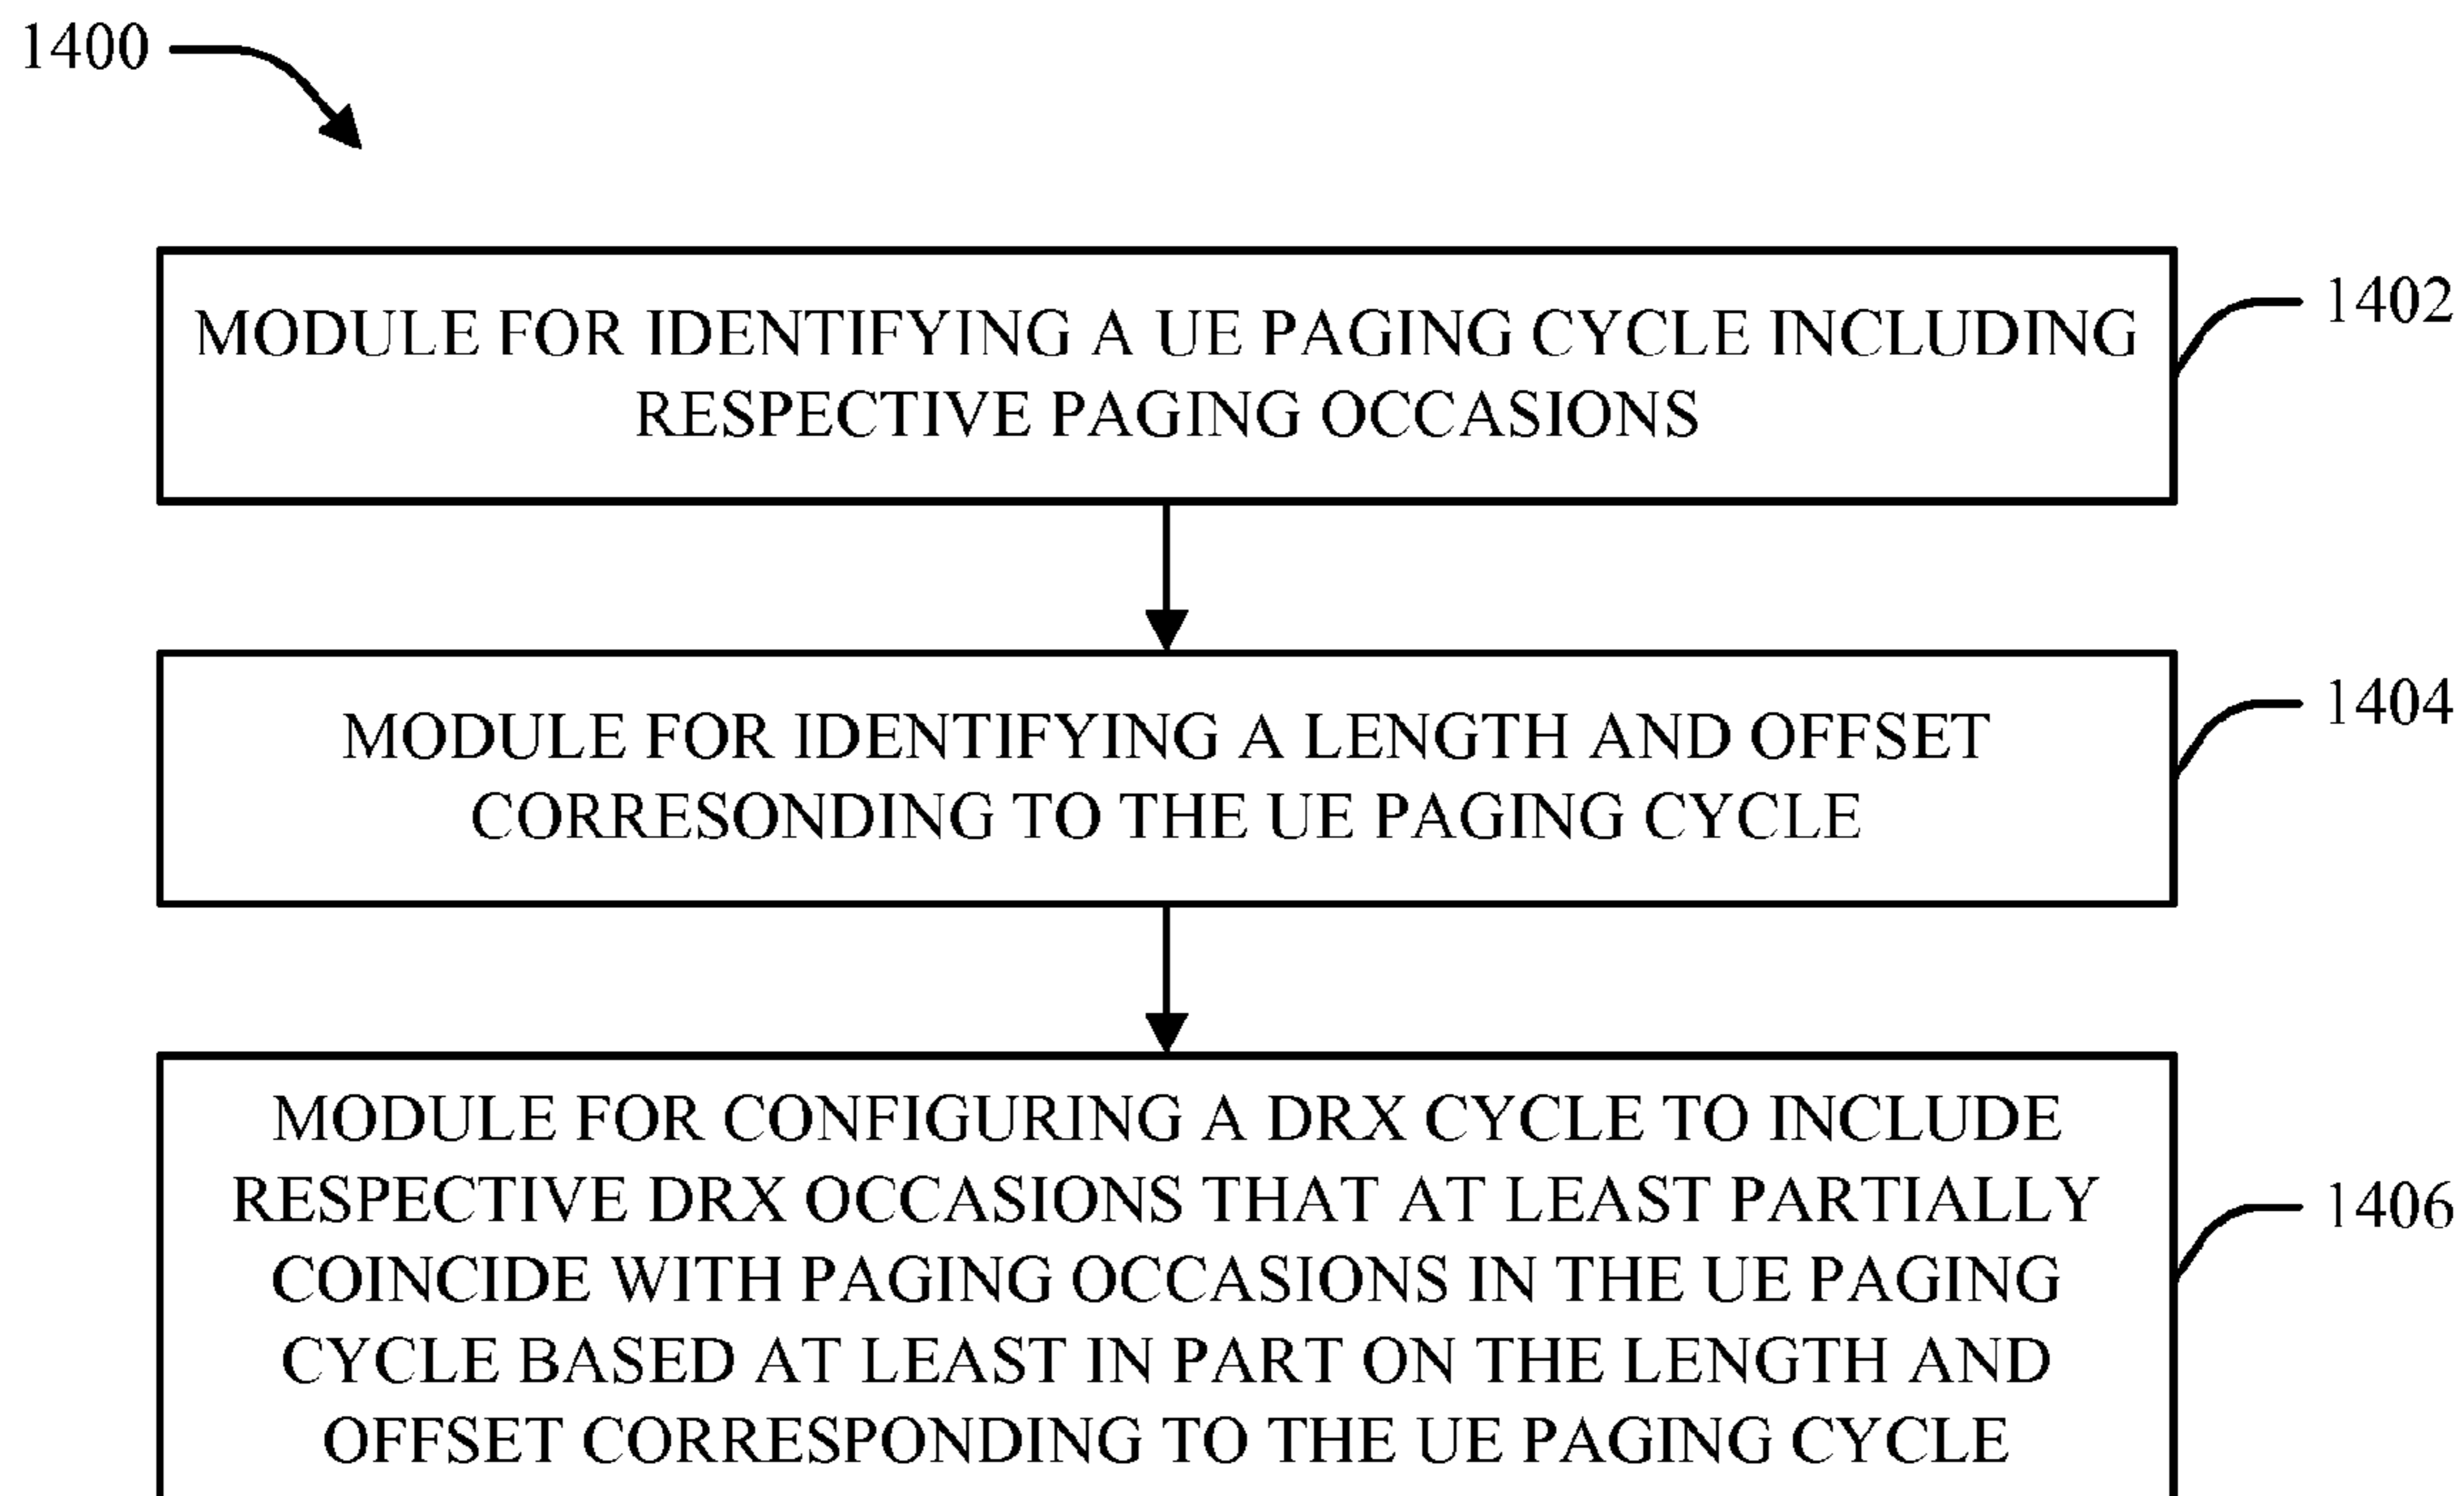 1400
MODULE FOR IDENTIFYING A UE PAGING CYCLE INCLUDING
RESPECTIVE PAGING OCCASIONS
1402
MODULE FOR IDENTIFYING A LENGTH AND OFFSET
CORRESONDING TO THE UE PAGING CYCLE
1404
MODULE FOR CONFIGURING A DRX CYCLE TO INCLUDE
RESPECTIVE DRX OCCASIONS THAT AT LEAST PARTIALLY
COINCIDE WITH PAGING OCCASIONS IN THE UE PAGING
CYCLE BASED AT LEAST IN PART ON THE LENGTH AND
OFFSET CORRESPONDING TO THE UE PAGING CYCLE
1406